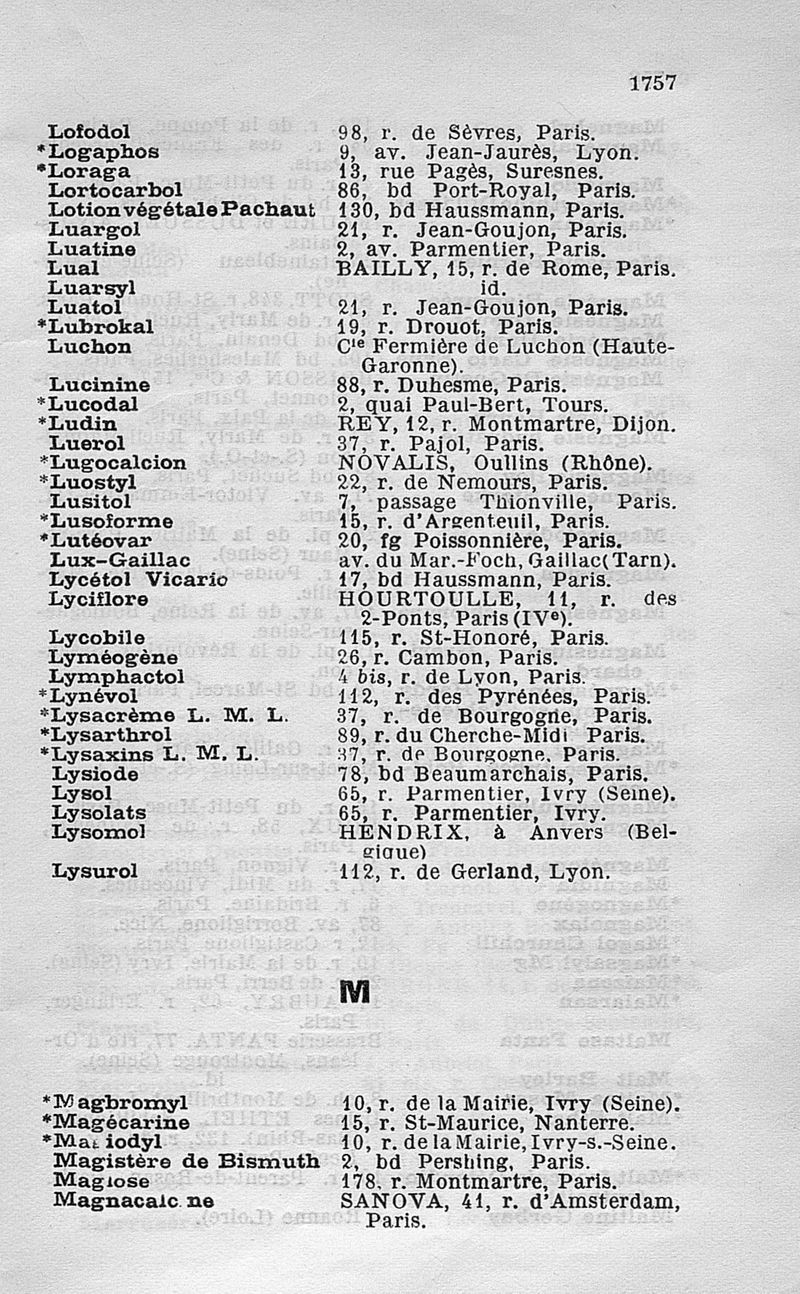 1757
Lofodol 98, r. de Sèvres, Paris.
*Logaphos 9, av. Jean-Jaurès, Lyon.
*Loraga 13, rue Pagès, Suresnes.
Lortocarbol 86, bd Port-Royal, Paris.
Lotion végétale Pachaut 130, bd Haussmann, Paris.
Luargol 21, r. Jean-Goujon, Paris.
Luatine 2, av. Parmentier, Paris.
Lual BAILLY, 15, r. de Rome, Paris.
Luarsyl id.
Luatol 21, r. Jean-Goujon, Paris.
*Lubrokal 19, r. Drouot, Paris.
Luchon Cie Fermière de Luchon (Haute-
Garonne).
Lucinine 88, r. Duhesme, Paris.
*Lucodal 2, quai Paul-Bert, Tours.
*Ludin REY, 12, r. Montmartre, Dijon.
Luerol 37, r. Pajol, Paris.
*Lugocalcion NOVALIS, Oullins (Rhône).
*Luostyl 22, r. de Nemours, Paris.
Lusitol 7, passage Thionville, Paris.
*Lusoforme 15, r. d'Argenteuil, Paris.
*Lutéovar 20, fg Poissonnière, Paris.
Lux-Gaillac av. du Mar.-Foch, Gaillac (Tarn).
Lycétol Vicario 17, bd Haussmann, Paris.
Lyciflore HOURTOULLE, 11, r. des
2-Ponts, Paris (IVe).
Lycobile 115, r. St-Honoré, Paris.
Lyméogène 26, r. Cambon, Paris.
Lymphactol 4 bis, r. de Lyon, Paris.
*Lynévol 112, r. des Pyrénées, Paris.
*Lysacrème L. M. L. 37, r. de Bourgogne, Paris.
*Lysarthrol 89, r. du Cherche-Midi Paris.
*Lysaxins L. M. L. 37, r. de Bourgogne, Paris.
Lysiode 78, bd Beaumarchais, Paris.
Lysol 65, r. Parmentier, Ivry (Seine).
Lysolats 65, r. Parmentier, Ivry.
Lysomol HENDRIX, à Anvers (Bel-
gique)
Lysurol 112, r. de Gerland, Lyon.
M
*Magbromyl 10, r. de la Mairie, Ivry (Seine).
*Magécarine 15, r. St-Maurice, Nanterre.
10, r. de la Mairie, Ivry-s.-Seine.
Magistère de Bismuth 2, bd Pershing, Paris.
Magiose 178, r. Montmartre, Paris.
SANOVA, 41, r. d'Amsterdam,
Paris.